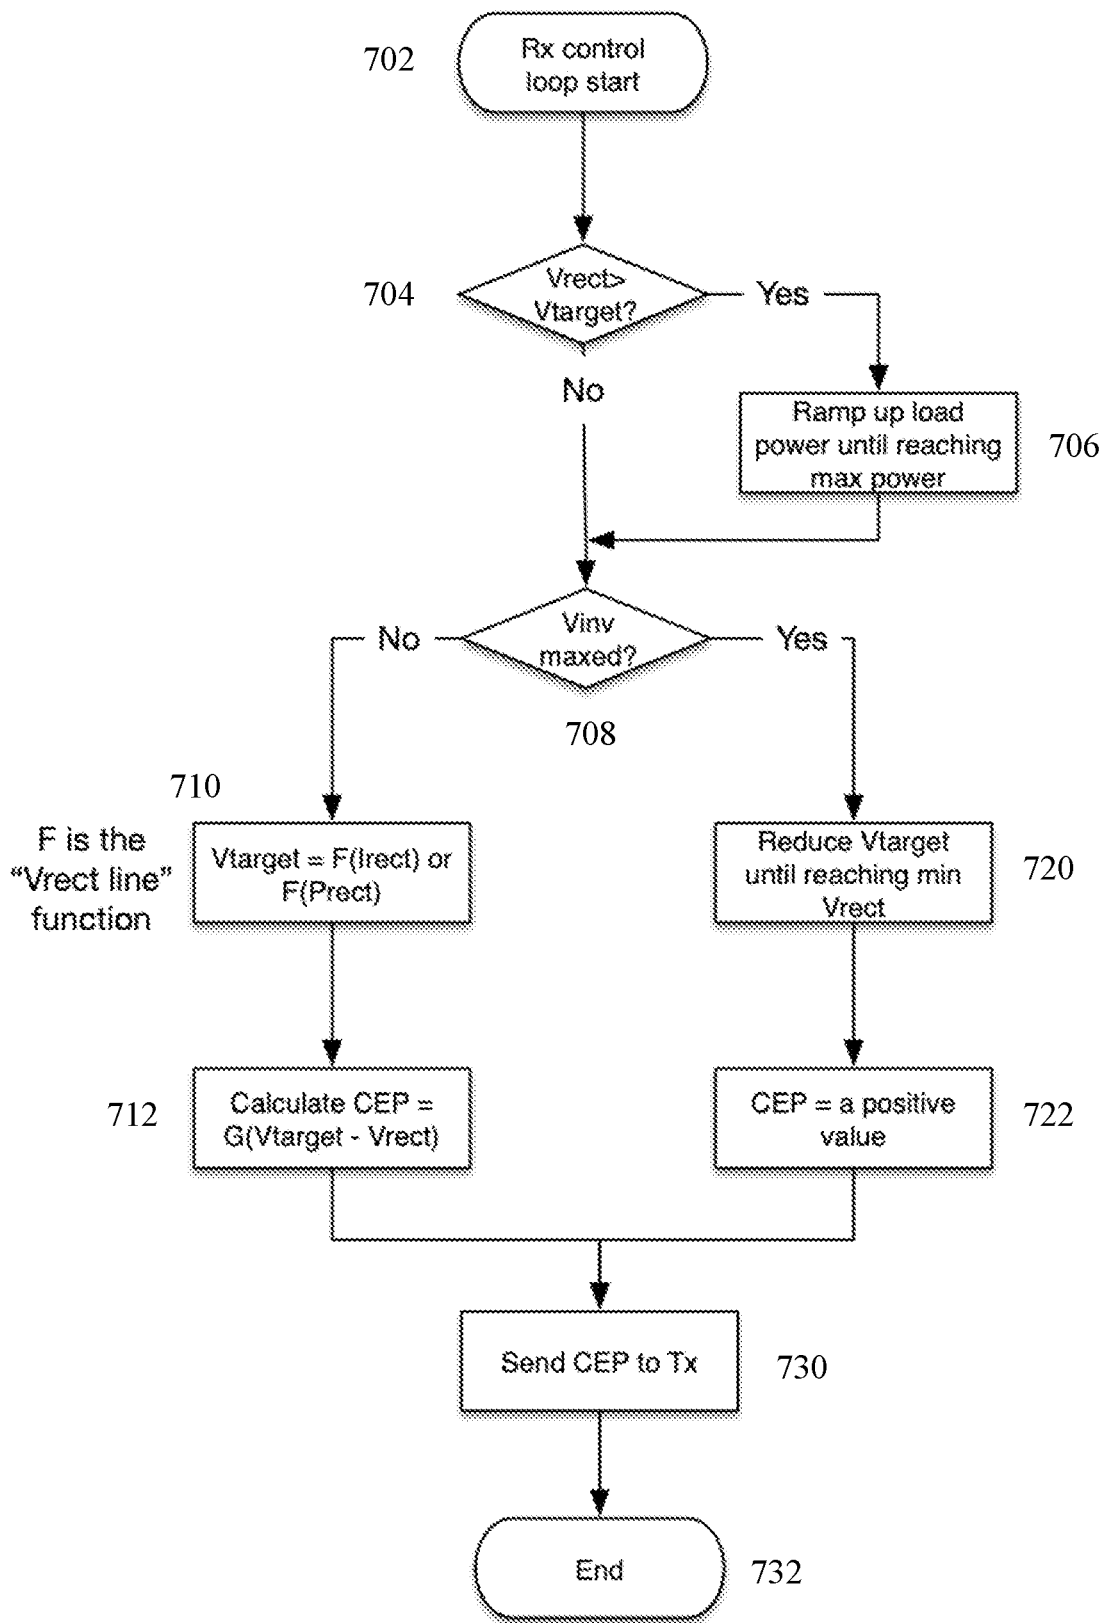 702
Rx control
loop start
704
Vrect>
Vtarget?
Yes
No
Ramp up load
power until reaching
max power
706
No
Vinv
maxed?
Yes
708
710
F is the
“Vrect line”
function
Vtarget = F(Irect) or
F(Prect)
Reduce Vtarget
until reaching min
Vrect
720
712
Calculate CEP =
G(Vtarget - Vrect)
CEP = a positive
value
722
Send CEP to Tx
730
End
732